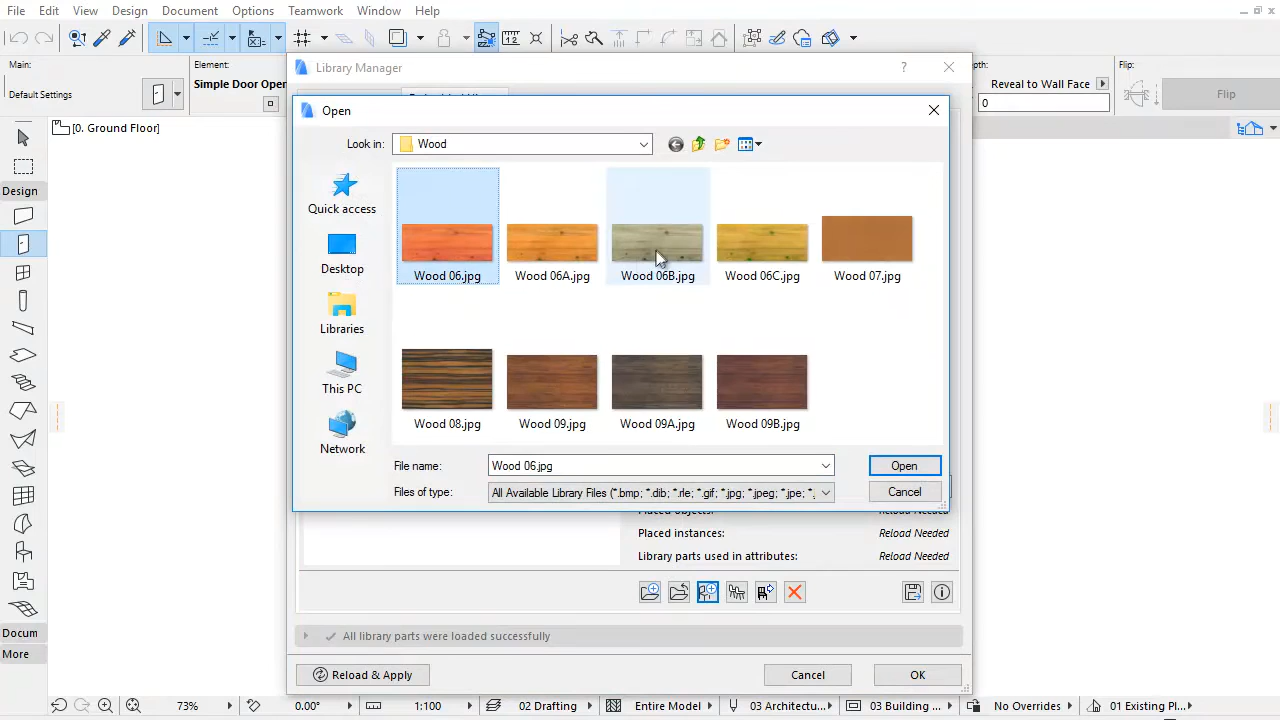 File Edit View Design Document Options Teamwork Window Help
Main:
Default Settings
Element:
Simple Door Open
Library Manager
?
Reveal to Wall Face
0
Flip:
Flip
[0. Ground Floor]
Open
Look in: Wood
Design
Quick access
Desktop
Libraries
This PC
Network
Wood 06.jpg Wood 06A.jpg Wood 06B.jpg Wood 06C.jpg Wood 07.jpg
Wood 08.jpg Wood 09.jpg Wood 09A.jpg Wood 09B.jpg
File name: Wood 06.jpg Open
Files of type: All Available Library Files (*.bmp; *.dib; *.rle; *.gif; *.jpg; *.jpeg; *.jpe; *. Cancel
Placed instances: Reload Needed
Library parts used in attributes: Reload Needed
All library parts were loaded successfully
Docum
More
Reload & Apply Cancel OK
73% 0.00° 1:100 02 Drafting Entire Model 03 Architectu... 03 Building ... No Overrides 01 Existing Pl...